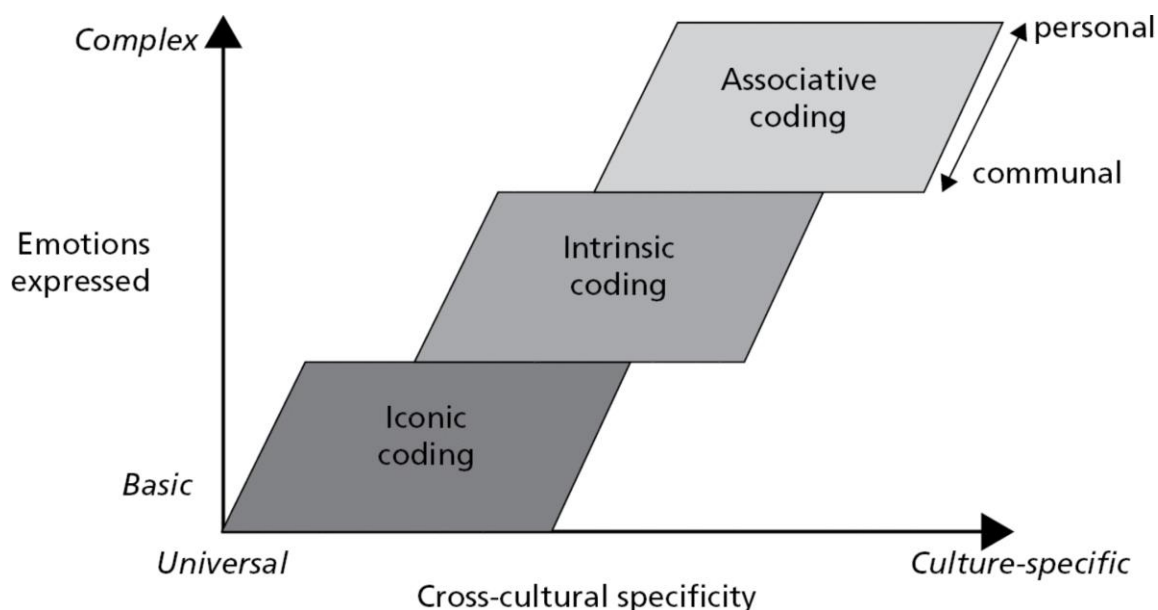 Complex
personal
Associative
coding
communal
Emotions
expressed
Intrinsic
coding
Iconic
coding
Basic
Universal
Culture-specific
Cross-cultural specificity